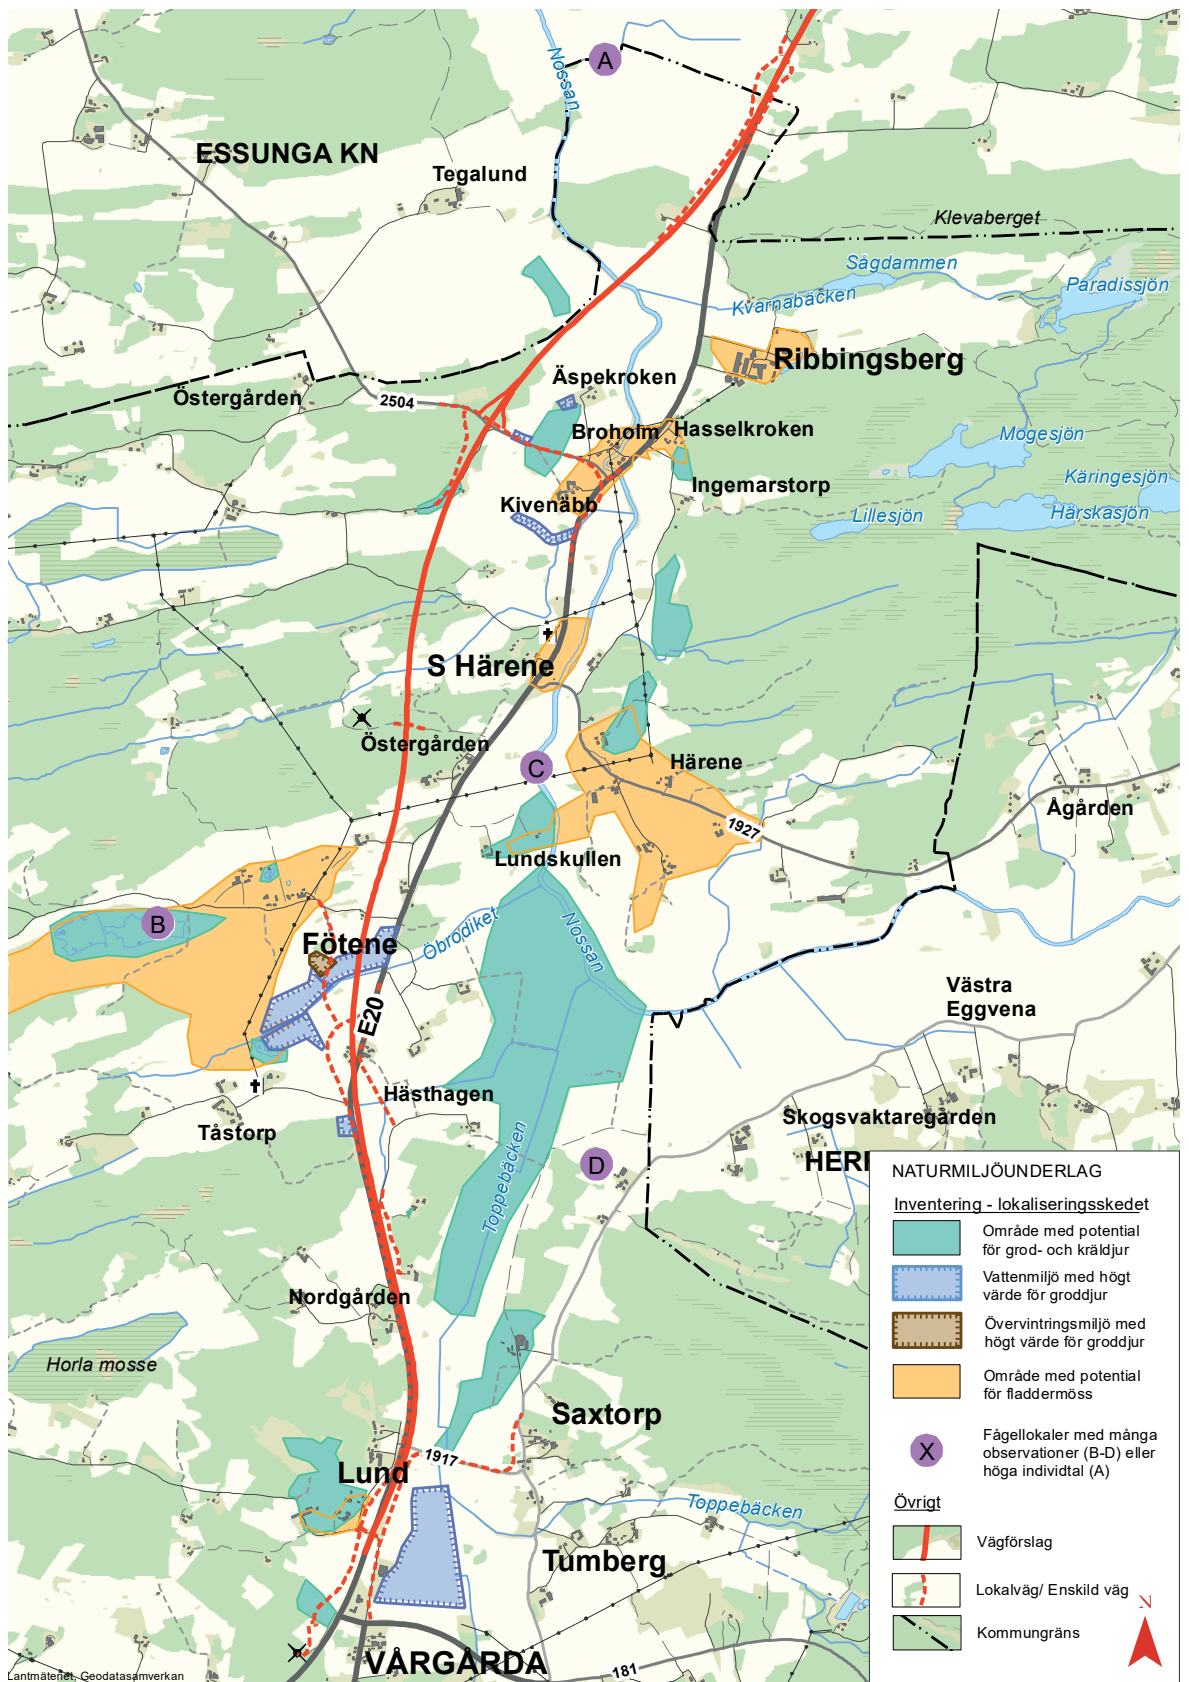 A
Nossan
ESSUNGA KN
Tegalund
Klevaberget
Sågdammen
Paradissjön
Kvarnabäcken
Ribbingsberg
Äspekroken
Östergården
2504
Broholm
Hasselkroken
Mogesjön
Käringesjön
Ingemarstorp
Kivenäbb
Lillesjön
Hårskasjön
S Härene
Östergården
C
Härene
Ågården
1927
Lundskullen
B
Fötene
Öbrodiket
Nossan
Västra
Eggvena
E20
Hästhagen
Skogsvaktaregården
Tåstorp
D
Toppebäcken
Nordgården
Horla mosse
Saxtorp
1917
Lund
Toppebäcken
Tumberg
VÅRGÅRDA
181
Lantmäteriet, Geodatasamverkan
NATURMILJÖUNDERLAG
Inventering - lokaliseringsskedet
Område med potential
för grod- och kräldjur
Vattenmiljö med högt
värde för groddjur
Övervintringsmiljö med
högt värde för groddjur
Område med potential
för fladdermöss
X
Fågellokaler med många
observationer (B-D) eller
höga individtal (A)
Övrigt
Vägförslag
Lokalväg/ Enskild väg
N
Kommungräns